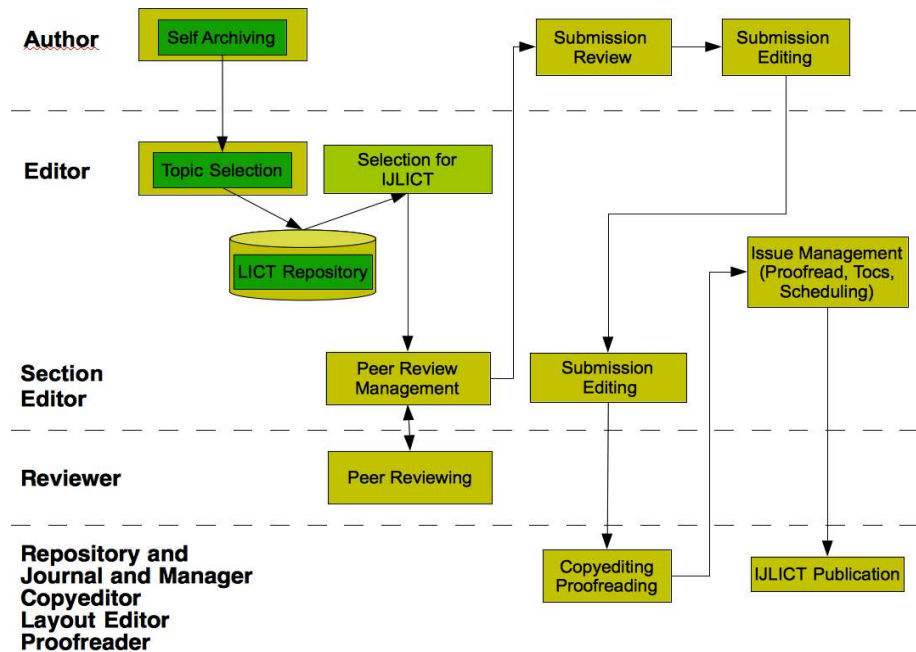 Author
Self Archiving
Submission
Review
Submission
Editing
Editor
Topic Selection
Selection for
IJLICT
LICT Repository
Issue Management
(Proofread, Tocs,
Scheduling)
Section
Editor
Peer Review
Management
Submission
Editing
Reviewer
Peer Reviewing
Repository and
Journal and Manager
Copyeditor
Layout Editor
Proofreader
Copyediting
Proofreading
IJLICT Publication